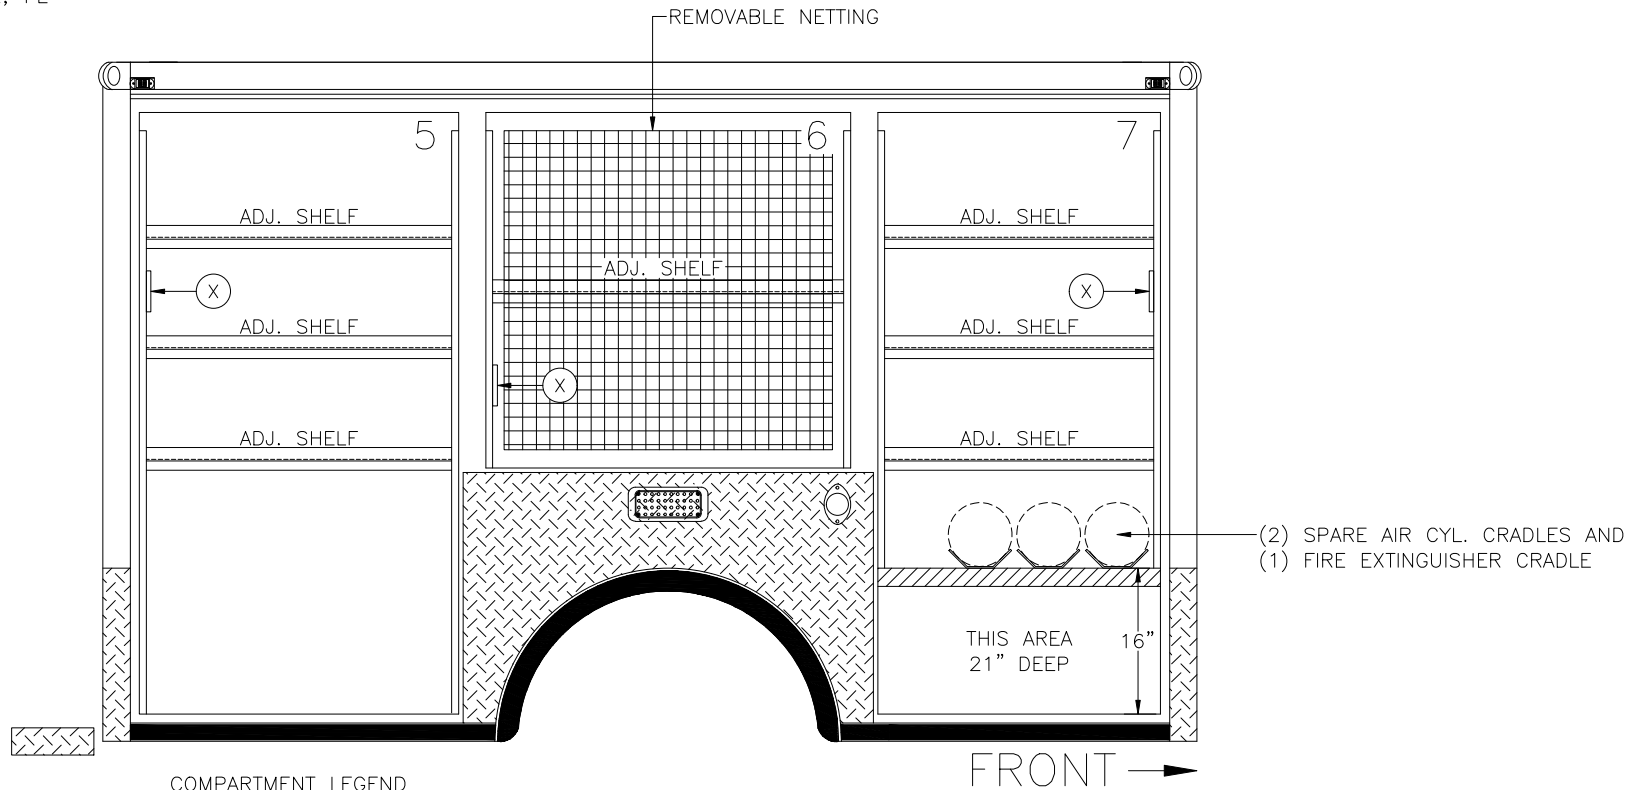 REMOVABLE NETTING
5
6
7
ADJ. SHELF
ADJ. SHELF
ADJ. SHELF
X
X
ADJ. SHELF
ADJ. SHELF
X
ADJ. SHELF
ADJ. SHELF
(2) SPARE AIR CYL. CRADLES AND
(1) FIRE EXTINGUISHER CRADLE
THIS AREA
21” DEEP
16”
FRONT
COMPARTMENT LEGEND